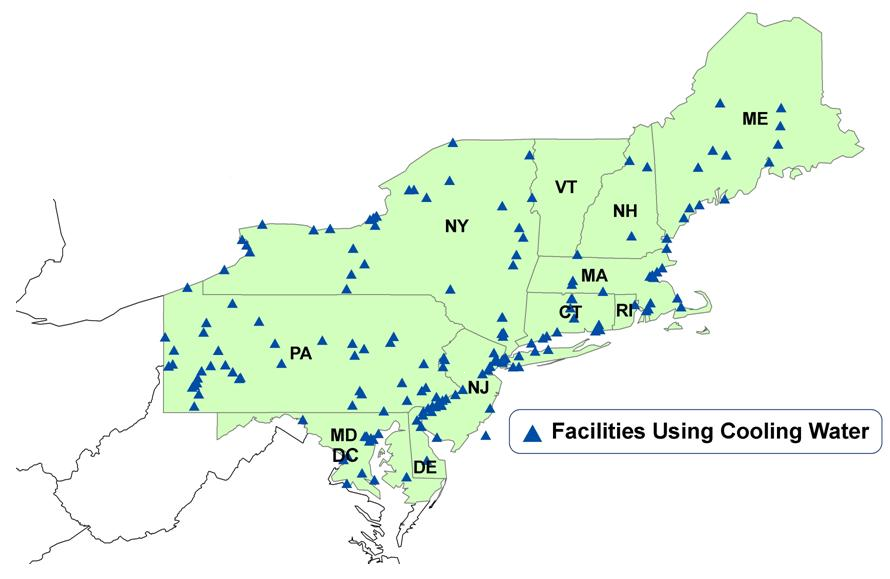 ME
VT
NH
NY
MA
CT
RI
PA
NJ
MD
DC
DE
Facilities Using Cooling Water